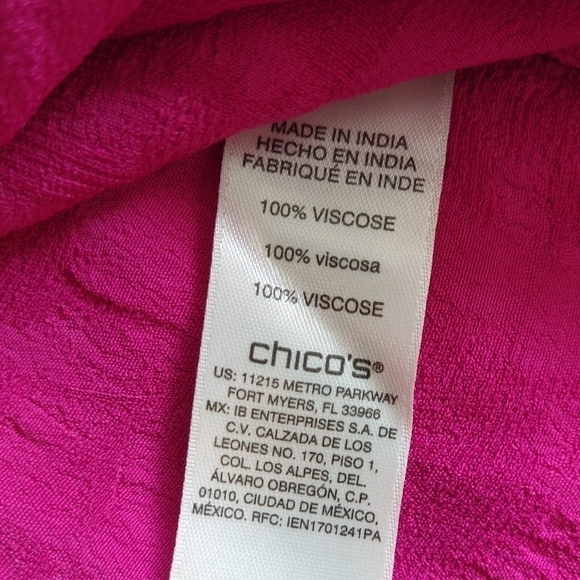 MADE IN INDIA
HECHO EN INDIA
FABRIQUÉ EN INDE
100% VISCOSE
100% viscosa
100% VISCOSE
chico's®
US: 11215 METRO PARKWAY
FORT MYERS, FL 33966
MX: IB ENTERPRISES S.A. DE
C.V. CALZADA DE LOS
LEONES NO. 170, PISO 1,
COL. LOS ALPES, DEL.
ÁLVARO OBREGÓN, C.P.
01010, CIUDAD DE MÉXICO,
MÉXICO. RFC: IEN1701241PA